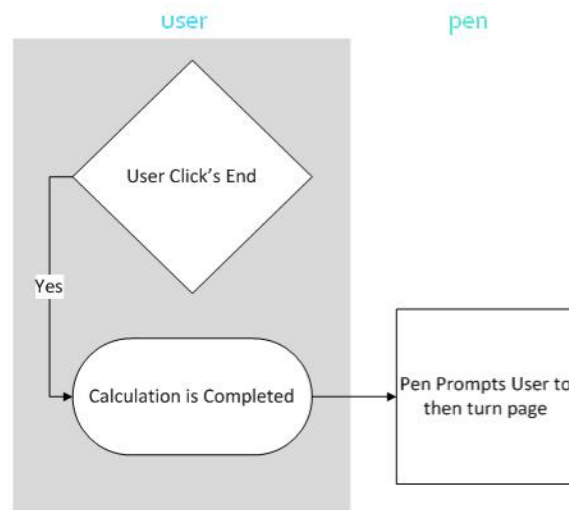 user
pen
User Click's End
Yes
Calculation is Completed
Pen Prompts User to
then turn page